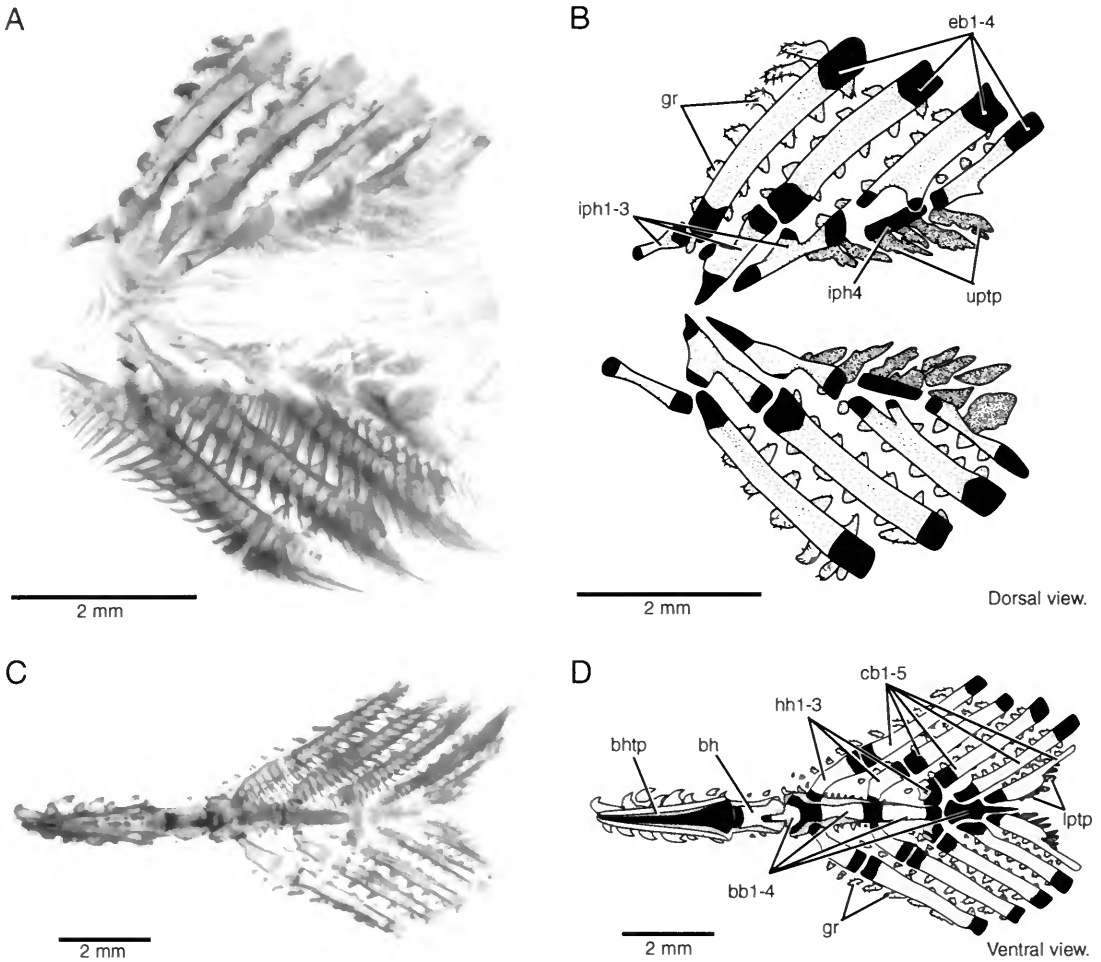 A
B
eb1-4
gr
iph1-3
iph4
uptp
2 mm
2 mm
Dorsal view.
C
D
cb1-5
hh1-3
bhtp
bh
lptp
bb1-4
gr
2 mm
2 mm
Ventral view.